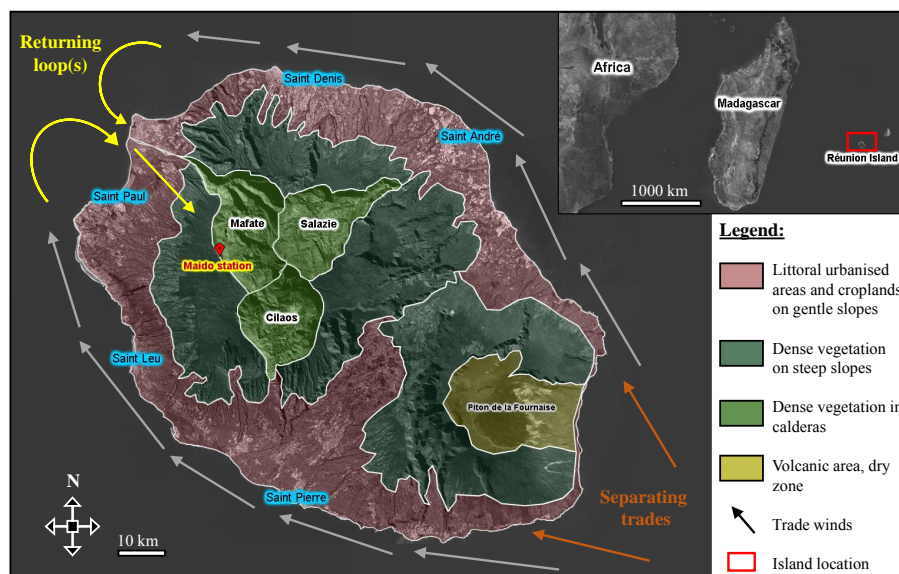 Returning
loop(s)
Saint Denis
Saint André
Saint Paul
Mafate
Salazie
Maido station
Cilaos
Saint Leu
Piton de la Fournaise
Saint Pierre
Separating
trades
N
10 km
Africa
Madagascar
Réunion Island
1000 km
Legend:
Littoral urbanised
areas and croplands
on gentle slopes
Dense vegetation
on steep slopes
Dense vegetation in
calderas
Volcanic area, dry
zone
Trade winds
Island location